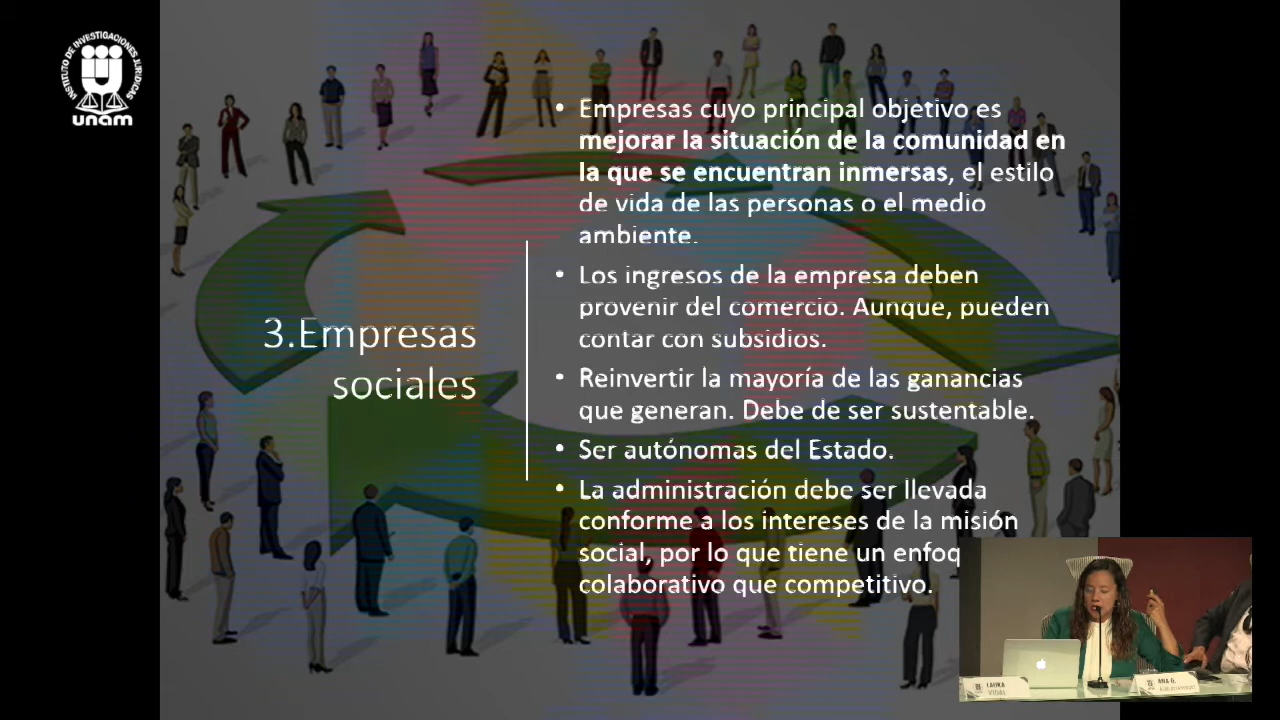 INSTITUTO DE INVESTIGACIONES JURÍDICAS
unam
3.Empresas
sociales
• Empresas cuyo principal objetivo es
mejorar la situación de la comunidad en
la que se encuentran inmersas, el estilo
de vida de las personas o el medio
ambiente.
• Los ingresos de la empresa deben
provenir del comercio. Aunque, pueden
contar con subsidios.
• Reinvertir la mayoría de las ganancias
que generan. Debe de ser sustentable.
• Ser autónomas del Estado.
• La administración debe ser llevada
conforme a los intereses de la misión
social, por lo que tiene un enfoq
colaborativo que competitivo.
LAURA
VIDAL
ANA G.